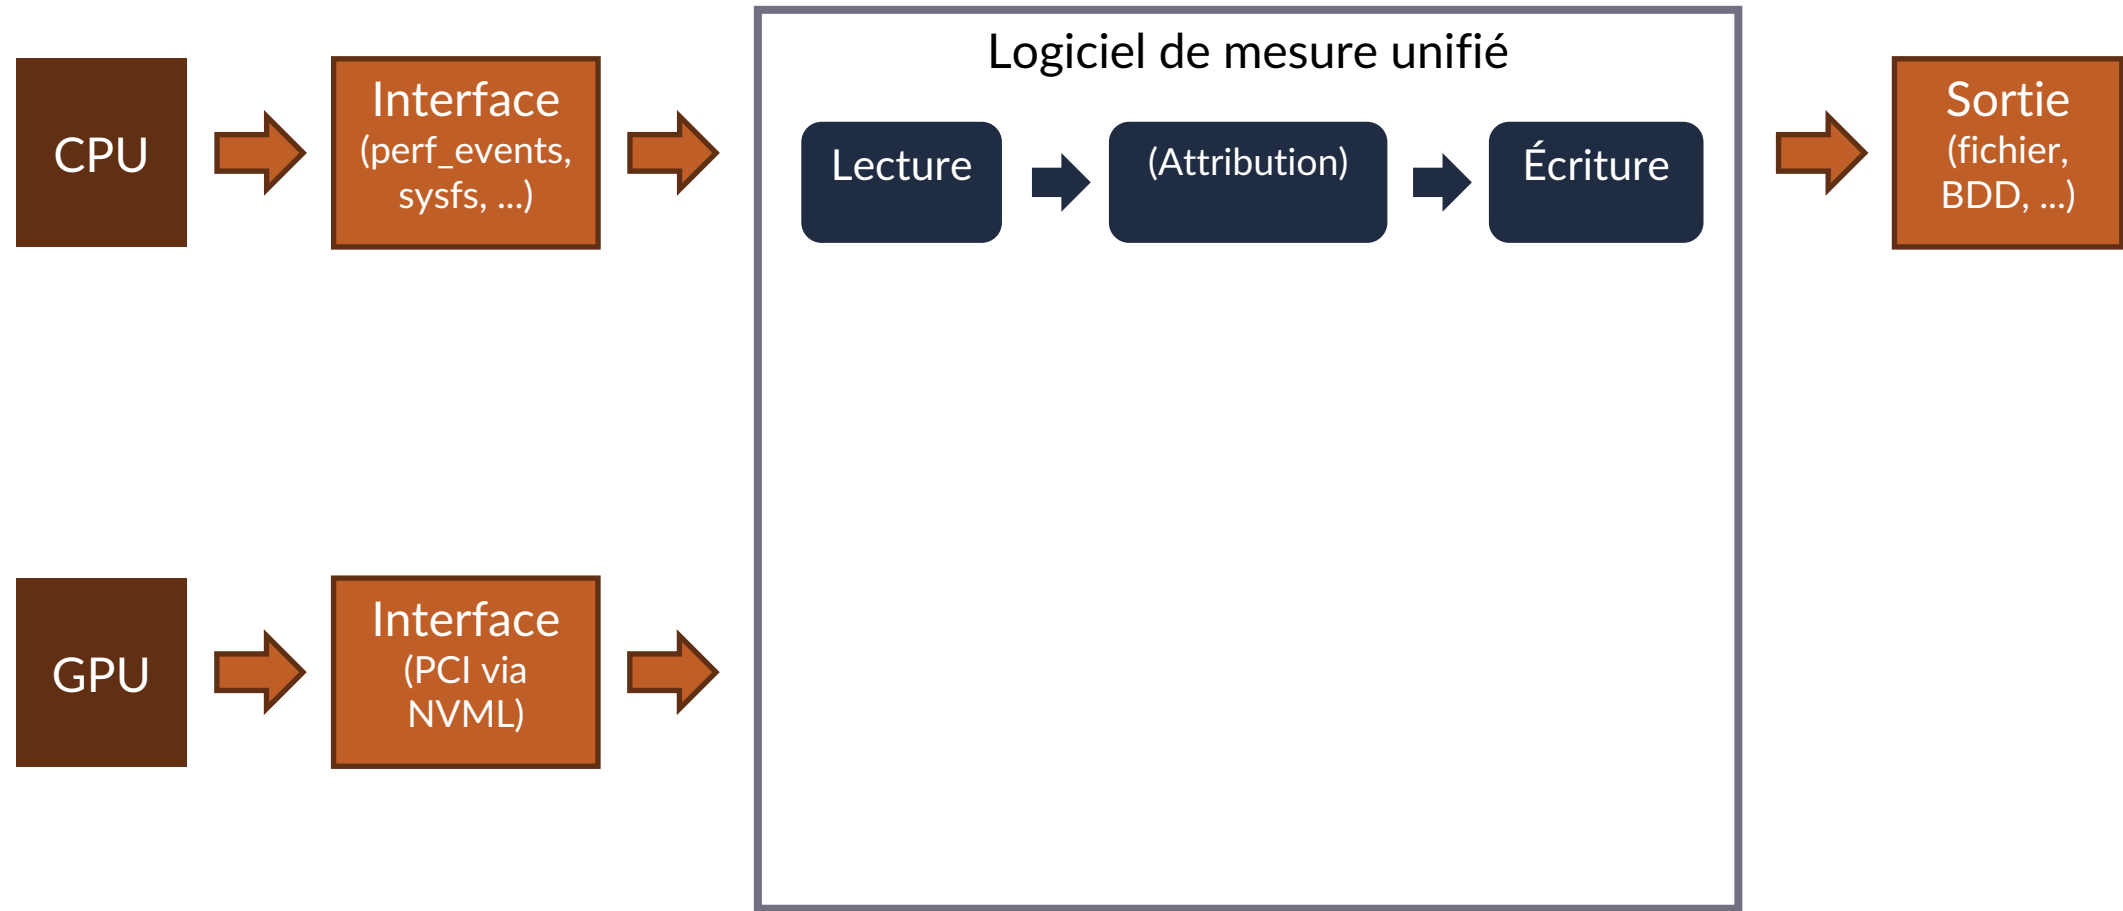 Logiciel de mesure unifié
CPU
Interface
(perf_events,
sysfs, ...)
Lecture
(Attribution)
Écriture
Sortie
(fichier,
BDD, ...)
GPU
Interface
(PCI via
NVML)